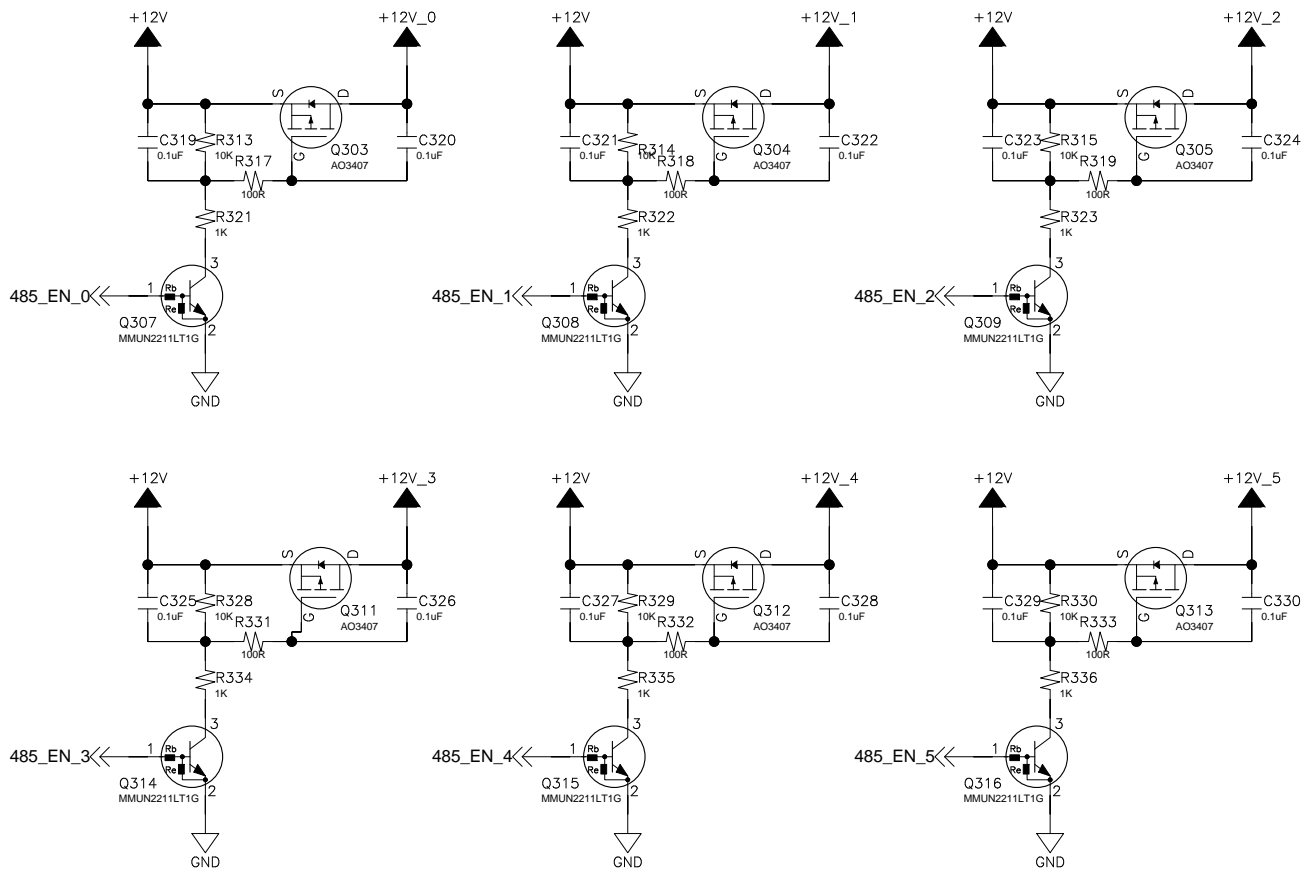 +12V
+12V_0
S
D
C319
0.1uF
R313
10K
R317
100R
G
Q303
AO3407
C320
0.1uF
R321
1K
3
485_EN_0
1
Rb
Re
Q307
MMUN2211LT1G
2
GND
+12V
+12V_1
S
D
C321
0.1uF
R314
10K
R318
100R
G
Q304
AO3407
C322
0.1uF
R322
1K
3
485_EN_1
1
Rb
Re
Q308
MMUN2211LT1G
2
GND
+12V
+12V_2
S
D
C323
0.1uF
R315
10K
R319
100R
G
Q305
AO3407
C324
0.1uF
R323
1K
3
485_EN_2
1
Rb
Re
Q309
MMUN2211LT1G
2
GND
+12V
+12V_3
S
D
C325
0.1uF
R328
10K
R331
100R
G
Q311
AO3407
C326
0.1uF
R334
1K
3
485_EN_3
1
Rb
Re
Q314
MMUN2211LT1G
2
GND
+12V
+12V_4
S
D
C327
0.1uF
R329
10K
R332
100R
G
Q312
AO3407
C328
0.1uF
R335
1K
3
485_EN_4
1
Rb
Re
Q315
MMUN2211LT1G
2
GND
+12V
+12V_5
S
D
C329
0.1uF
R330
10K
R333
100R
G
Q313
AO3407
C330
0.1uF
R336
1K
3
485_EN_5
1
Rb
Re
Q316
MMUN2211LT1G
2
GND